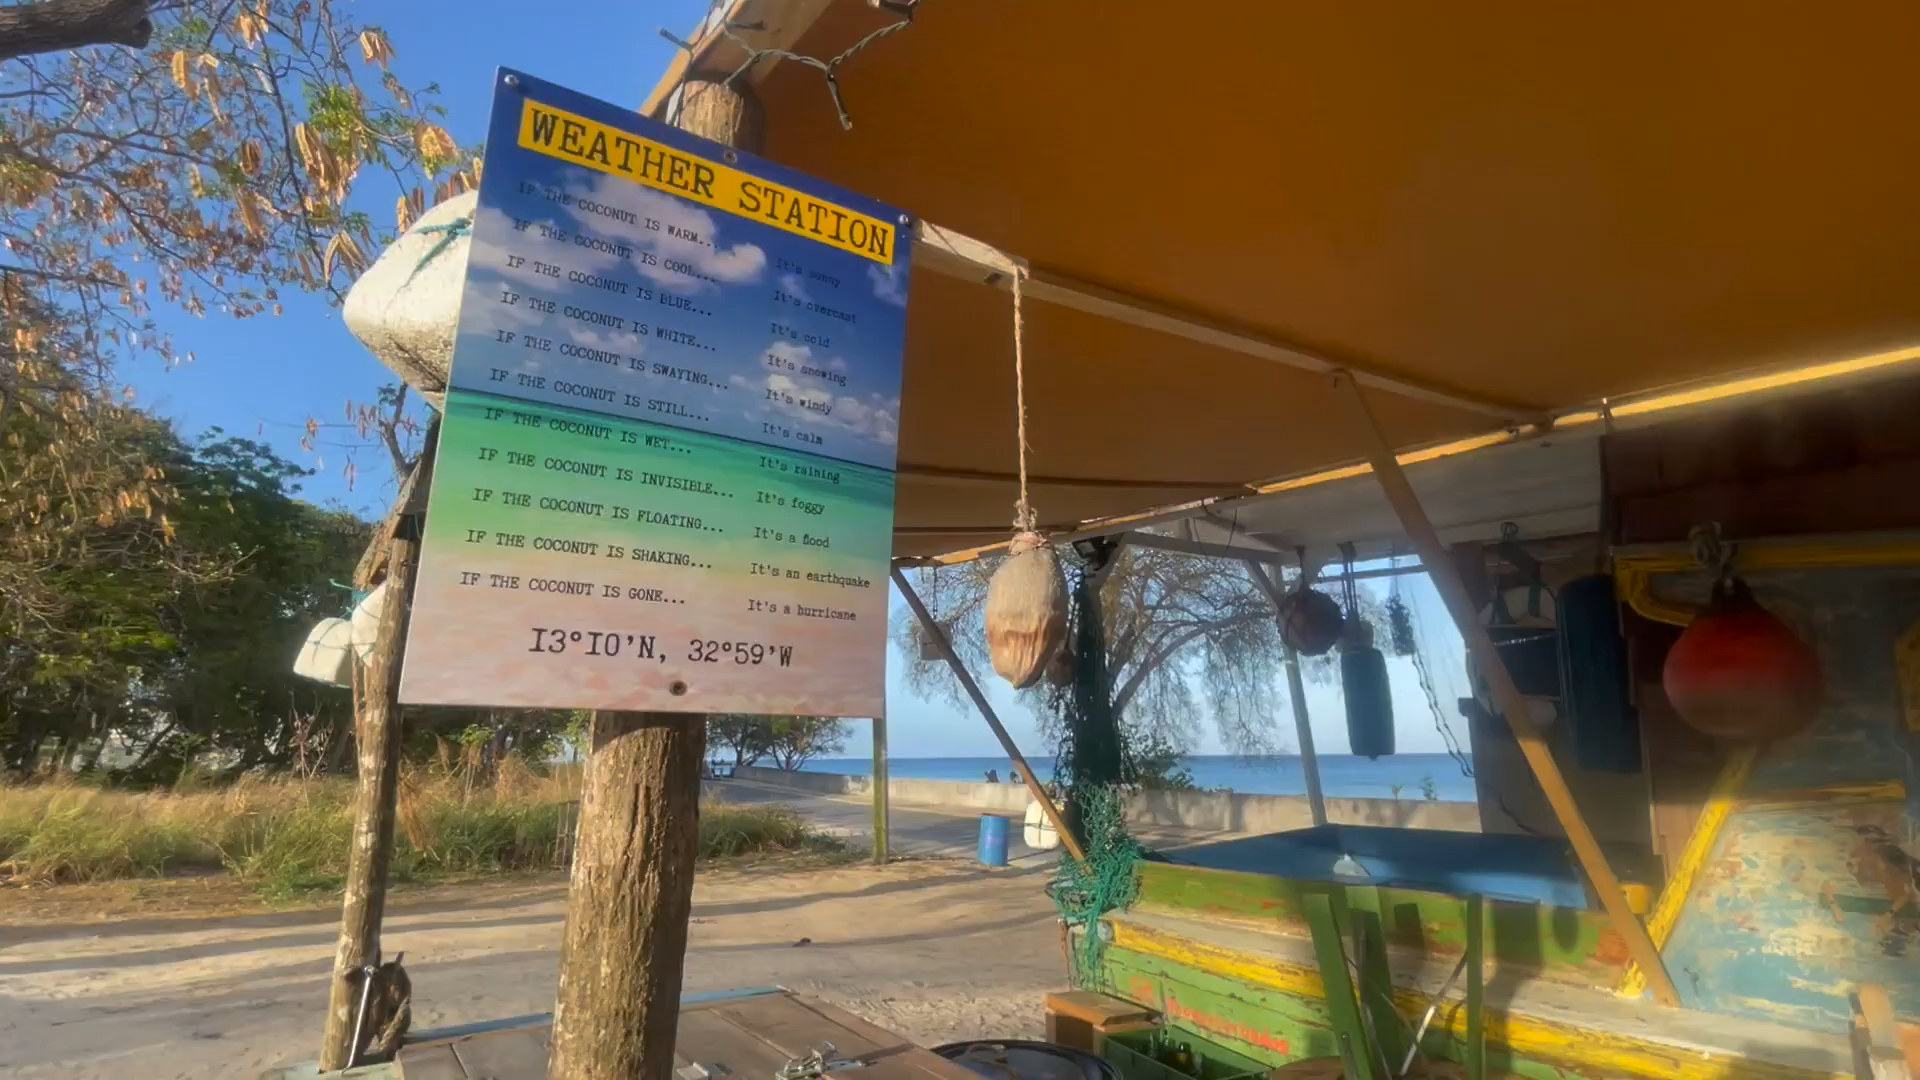 WEATHER STATION
IF THE COCONUT IS WARM... It's sunny
IF THE COCONUT IS COOL... It's overcast
IF THE COCONUT IS BLUE... It's cold
IF THE COCONUT IS WHITE... It's snowing
IF THE COCONUT IS SWAYING... It's windy
IF THE COCONUT IS STILL... It's calm
IF THE COCONUT IS WET... It's raining
IF THE COCONUT IS INVISIBLE... It's foggy
IF THE COCONUT IS FLOATING... It's a flood
IF THE COCONUT IS SHAKING... It's an earthquake
IF THE COCONUT IS GONE... It's a hurricane
13°10'N, 32°59'W